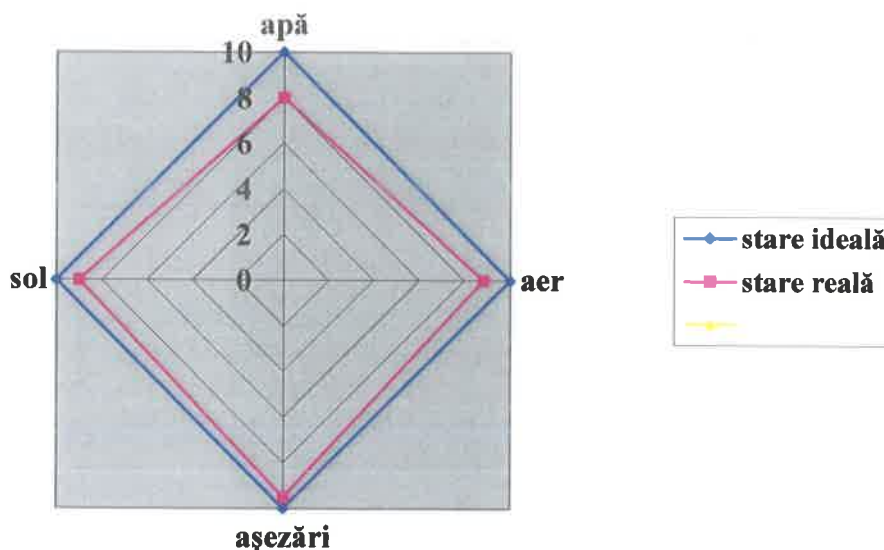 apă
10
8
6
4
2
0
sol
aer
așezări
stare ideală
stare reală